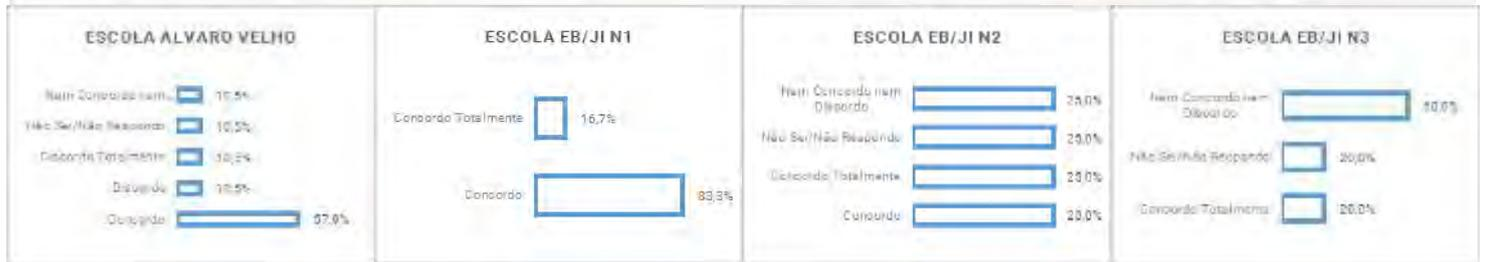 ESCOLA ALVARO VELHO
Nem Concordo nem...
10,5%
Não Sei/Não Respondo
10,5%
Discordo Totalmente
10,5%
Discordo
10,5%
Concordo
57,9%
ESCOLA EB/JI N1
Concordo Totalmente
16,7%
Concordo
83,3%
ESCOLA EB/JI N2
Nem Concordo nem
Discordo
25,0%
Não Sei/Não Respondo
25,0%
Concordo Totalmente
25,0%
Concordo
25,0%
ESCOLA EB/JI N3
Nem Concordo nem
Discordo
60,0%
Não Sei/Não Respondo
20,0%
Concordo Totalmente
20,0%